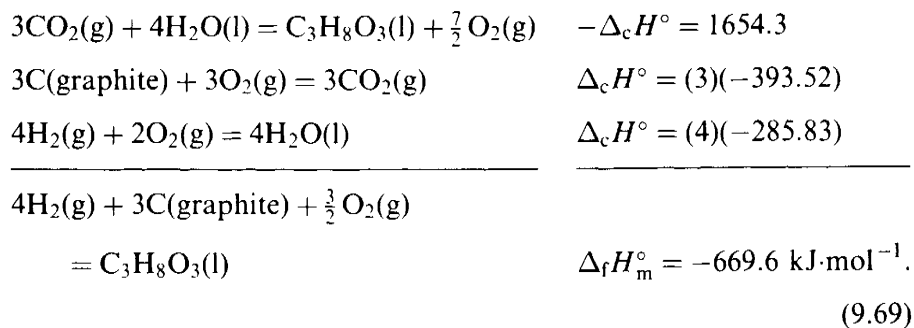 3CO₂(g) + 4H₂O(l) = C₃H₈O₃(l) + 7/2 O₂(g) −Δ_cH° = 1654.3
3C(graphite) + 3O₂(g) = 3CO₂(g) Δ_cH° = (3)(−393.52)
4H₂(g) + 2O₂(g) = 4H₂O(l) Δ_cH° = (4)(−285.83)
4H₂(g) + 3C(graphite) + 3/2 O₂(g)
= C₃H₈O₃(l) Δ_fH°_m = −669.6 kJ·mol⁻¹.
(9.69)